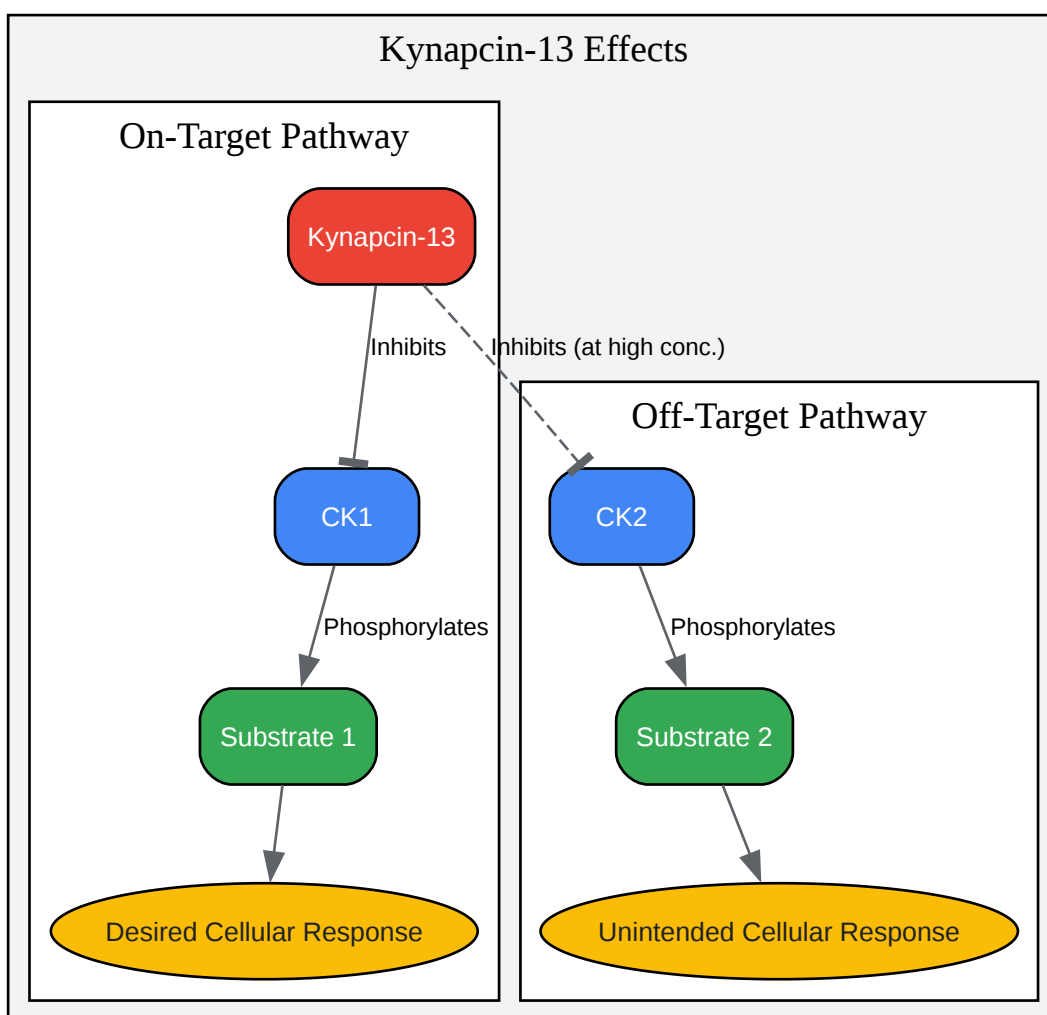 Kynapcin-13 Effects
On-Target Pathway
Kynapcin-13
Inhibits
Inhibits (at high conc.)
Off-Target Pathway
CK1
CK2
Phosphorylates
Phosphorylates
Substrate 1
Substrate 2
Desired Cellular Response
Unintended Cellular Response